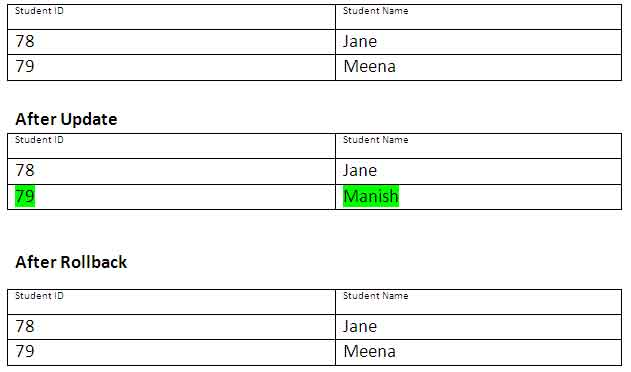 Student ID Student Name
78 Jane
79 Meena
After Update
Student ID Student Name
78 Jane
79 Manish
After Rollback
Student ID Student Name
78 Jane
79 Meena